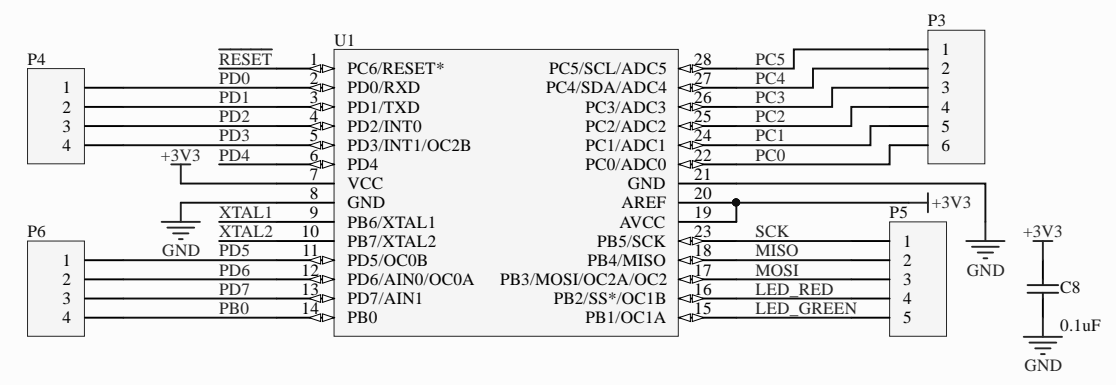 U1
P3
P4
RESET 1 PC6/RESET* PC5/SCL/ADC5 28 PC5 1
1 PD0 2 PD0/RXD PC4/SDA/ADC4 27 PC4 2
2 PD1 3 PD1/TXD PC3/ADC3 26 PC3 3
3 PD2 4 PD2/INT0 PC2/ADC2 25 PC2 4
4 PD3 5 PD3/INT1/OC2B PC1/ADC1 24 PC1 5
+3V3 PD4 6 PD4 PC0/ADC0 22 PC0 6
7 VCC GND 21
8 GND AREF 20 +3V3
XTAL1 9 PB6/XTAL1 AVCC 19 P5
P6 XTAL2 10 PB7/XTAL2 PB5/SCK 23 SCK 1 +3V3
GND GND
1 PD5 11 PD5/OC0B PB4/MISO 18 MISO 2
2 PD6 12 PD6/AIN0/OC0A PB3/MOSI/OC2A/OC2 17 MOSI 3
3 PD7 13 PD7/AIN1 PB2/SS*/OC1B 16 LED_RED 4 C8
4 PB0 14 PB0 PB1/OC1A 15 LED_GREEN 5
0.1uF
GND